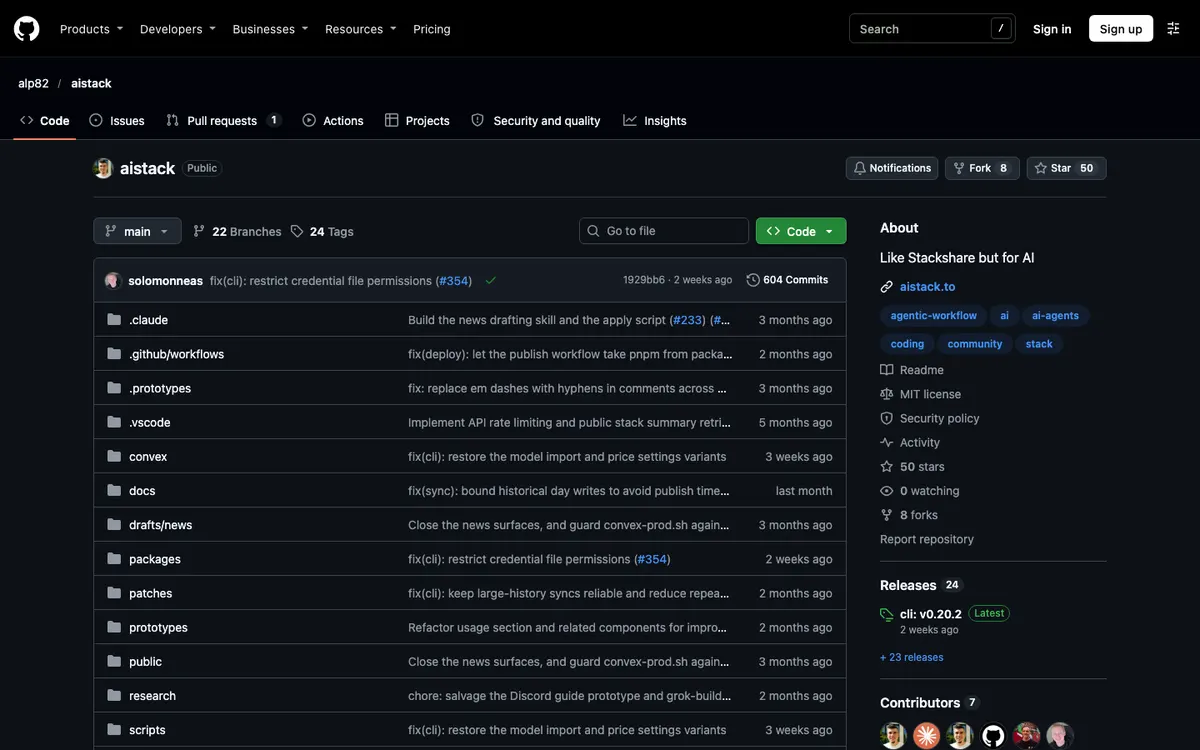 Products Developers Businesses Resources Pricing Search / Sign in Sign up
alp82 / aistack
Code Issues Pull requests 1 Actions Projects Security and quality Insights
aistack Public Notifications Fork 8 Star 50
main 22 Branches 24 Tags Go to file Code
solomonneas fix(cli): restrict credential file permissions (#354) 1929bb6 · 2 weeks ago 604 Commits
.claude Build the news drafting skill and the apply script (#233) (#... 3 months ago
.github/workflows fix(deploy): let the publish workflow take pnpm from packa... 2 months ago
.prototypes fix: replace em dashes with hyphens in comments across ... 3 months ago
.vscode Implement API rate limiting and public stack summary retri... 5 months ago
convex fix(cli): restore the model import and price settings variants 3 weeks ago
docs fix(sync): bound historical day writes to avoid publish time... last month
drafts/news Close the news surfaces, and guard convex-prod.sh again... 3 months ago
packages fix(cli): restrict credential file permissions (#354) 2 weeks ago
patches fix(cli): keep large-history syncs reliable and reduce repea... 2 months ago
prototypes Refactor usage section and related components for impro... 2 months ago
public Close the news surfaces, and guard convex-prod.sh again... 3 months ago
research chore: salvage the Discord guide prototype and grok-build... 2 months ago
scripts fix(cli): restore the model import and price settings variants 3 weeks ago
About
Like Stackshare but for AI
aistack.to
agentic-workflow ai ai-agents
coding community stack
Readme
MIT license
Security policy
Activity
50 stars
0 watching
8 forks
Report repository
Releases 24
cli: v0.20.2 Latest
2 weeks ago
+ 23 releases
Contributors 7